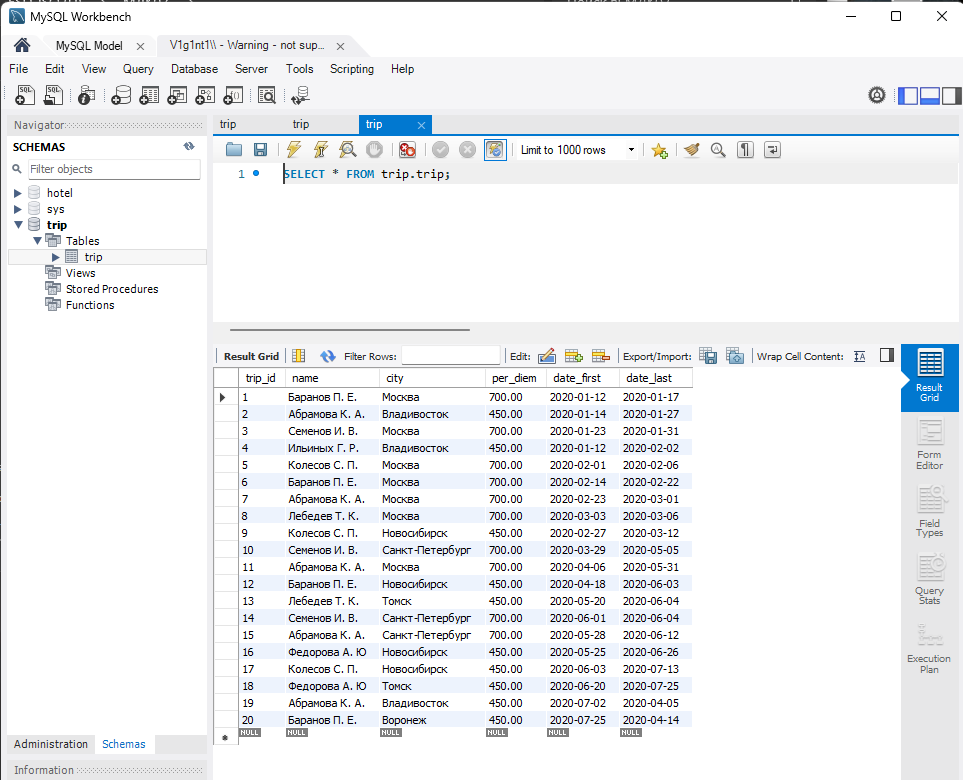 MySQL Workbench
MySQL Model V1g1nt1\\ - Warning - not sup...
File Edit View Query Database Server Tools Scripting Help
Navigator
SCHEMAS
Filter objects
hotel
sys
trip
Tables
trip
Views
Stored Procedures
Functions
Administration Schemas
Information
trip trip trip
Limit to 1000 rows
1 SELECT * FROM trip.trip;
Result Grid Filter Rows: Edit: Export/Import: Wrap Cell Content:
trip_id name city per_diem date_first date_last
1 Баранов П. Е. Москва 700.00 2020-01-12 2020-01-17
2 Абрамова К. А. Владивосток 450.00 2020-01-14 2020-01-27
3 Семенов И. В. Москва 700.00 2020-01-23 2020-01-31
4 Ильиных Г. Р. Владивосток 450.00 2020-01-12 2020-02-02
5 Колесов С. П. Москва 700.00 2020-02-01 2020-02-06
6 Баранов П. Е. Москва 700.00 2020-02-14 2020-02-22
7 Абрамова К. А. Москва 700.00 2020-02-23 2020-03-01
8 Лебедев Т. К. Москва 700.00 2020-03-03 2020-03-06
9 Колесов С. П. Новосибирск 450.00 2020-02-27 2020-03-12
10 Семенов И. В. Санкт-Петербург 700.00 2020-03-29 2020-05-05
11 Абрамова К. А. Москва 700.00 2020-04-06 2020-05-31
12 Баранов П. Е. Новосибирск 450.00 2020-04-18 2020-06-03
13 Лебедев Т. К. Томск 450.00 2020-05-20 2020-06-04
14 Семенов И. В. Санкт-Петербург 700.00 2020-06-01 2020-06-04
15 Абрамова К. А. Санкт-Петербург 700.00 2020-05-28 2020-06-12
16 Федорова А. Ю Новосибирск 450.00 2020-05-25 2020-06-26
17 Колесов С. П. Новосибирск 450.00 2020-06-03 2020-07-13
18 Федорова А. Ю Томск 450.00 2020-06-20 2020-07-25
19 Абрамова К. А. Владивосток 450.00 2020-07-02 2020-04-05
20 Баранов П. Е. Воронеж 450.00 2020-07-25 2020-04-14
NULL NULL NULL NULL NULL NULL
Result
Grid
Form
Editor
Field
Types
Query
Stats
Execution
Plan